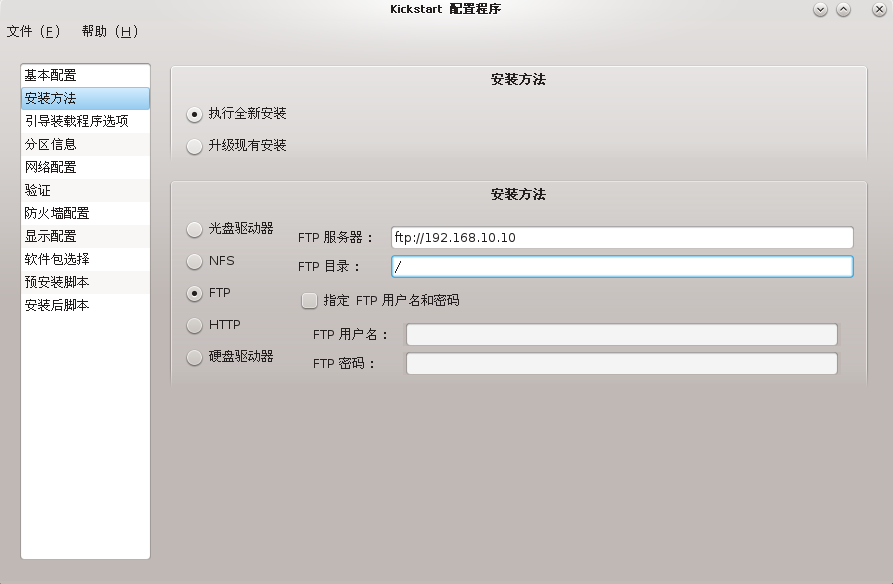 Kickstart 配置程序
文件 (F) 帮助 (H)
基本配置
安装方法
引导装载程序选项
分区信息
网络配置
验证
防火墙配置
显示配置
软件包选择
预安装脚本
安装后脚本
安装方法
执行全新安装
升级现有安装
安装方法
光盘驱动器
NFS
FTP
HTTP
硬盘驱动器
FTP 服务器： ftp://192.168.10.10
FTP 目录： /
指定 FTP 用户名和密码
FTP 用户名：
FTP 密码：